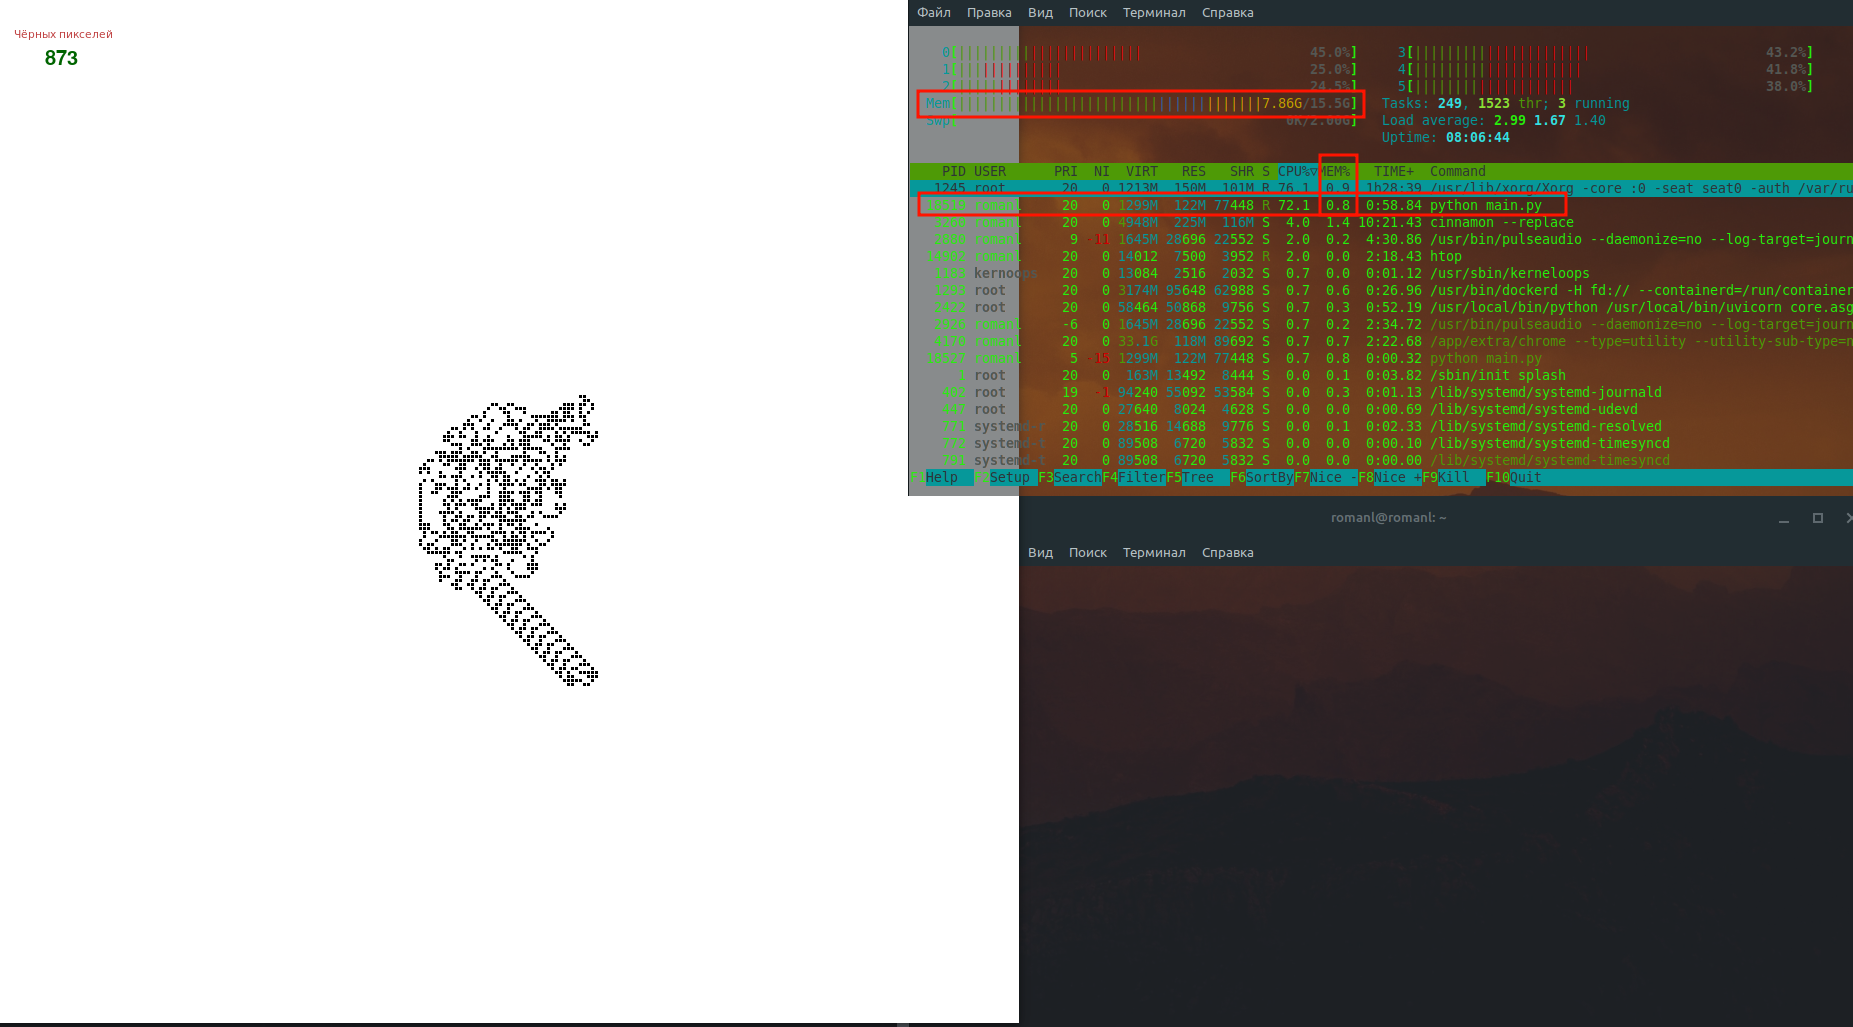 Чёрных пикселей
873
Файл Правка Вид Поиск Терминал Справка
0[|||||||||||||||||||||||45.0%] 3[||||||||||||||||||||||43.2%]
1[|||||||||||||25.0%] 4[|||||||||||||||||||||41.8%]
2[|||||||||||||24.5%] 5[||||||||||||||||||||38.0%]
Mem[||||||||||||||||||||||||||||||||||||||7.86G/15.5G] Tasks: 249, 1523 thr; 3 running
Swp[0K/2.00G] Load average: 2.99 1.67 1.40
Uptime: 08:06:44
PID USER PRI NI VIRT RES SHR S CPU%▽MEM% TIME+ Command
1245 root 20 0 1213M 150M 101M R 76.1 0.9 1h28:39 /usr/lib/xorg/Xorg -core :0 -seat seat0 -auth /var/ru
18519 romanl 20 0 1299M 122M 77448 R 72.1 0.8 0:58.84 python main.py
romanl 20 0 4948M 225M 116M S 4.0 1.4 10:21.43 cinnamon --replace
2880 romanl 9 -11 1645M 28696 22552 S 2.0 0.2 4:30.86 /usr/bin/pulseaudio --daemonize=no --log-target=journ
14902 romanl 20 0 14012 7500 3952 R 2.0 0.0 2:18.43 htop
1183 kernoops 20 0 13084 2516 2032 S 0.7 0.0 0:01.12 /usr/sbin/kerneloops
1293 root 20 0 3174M 95648 62988 S 0.7 0.6 0:26.96 /usr/bin/dockerd -H fd:// --containerd=/run/container
2422 root 20 0 58464 50868 9756 S 0.7 0.3 0:52.19 /usr/local/bin/python /usr/local/bin/uvicorn core.asg
2926 romanl -6 0 1645M 28696 22552 S 0.7 0.2 2:34.72 /usr/bin/pulseaudio --daemonize=no --log-target=journ
4170 romanl 20 0 33.1G 118M 89692 S 0.7 0.7 2:22.68 /app/extra/chrome --type=utility --utility-sub-type=n
18527 romanl 5 -15 1299M 122M 77448 S 0.7 0.8 0:00.32 python main.py
1 root 20 0 163M 13492 8444 S 0.0 0.1 0:03.82 /sbin/init splash
402 root 19 -1 94240 55092 53584 S 0.0 0.3 0:01.13 /lib/systemd/systemd-journald
447 root 20 0 27640 8024 4628 S 0.0 0.0 0:00.69 /lib/systemd/systemd-udevd
771 systemd-r 20 0 28516 14688 9776 S 0.0 0.1 0:02.33 /lib/systemd/systemd-resolved
772 systemd-t 20 0 89508 6720 5832 S 0.0 0.0 0:00.10 /lib/systemd/systemd-timesyncd
791 systemd-t 20 0 89508 6720 5832 S 0.0 0.0 0:00.00 /lib/systemd/systemd-timesyncd
F1Help F2Setup F3SearchF4FilterF5Tree F6SortByF7Nice -F8Nice +F9Kill F10Quit
romanl@romanl: ~
Вид Поиск Терминал Справка